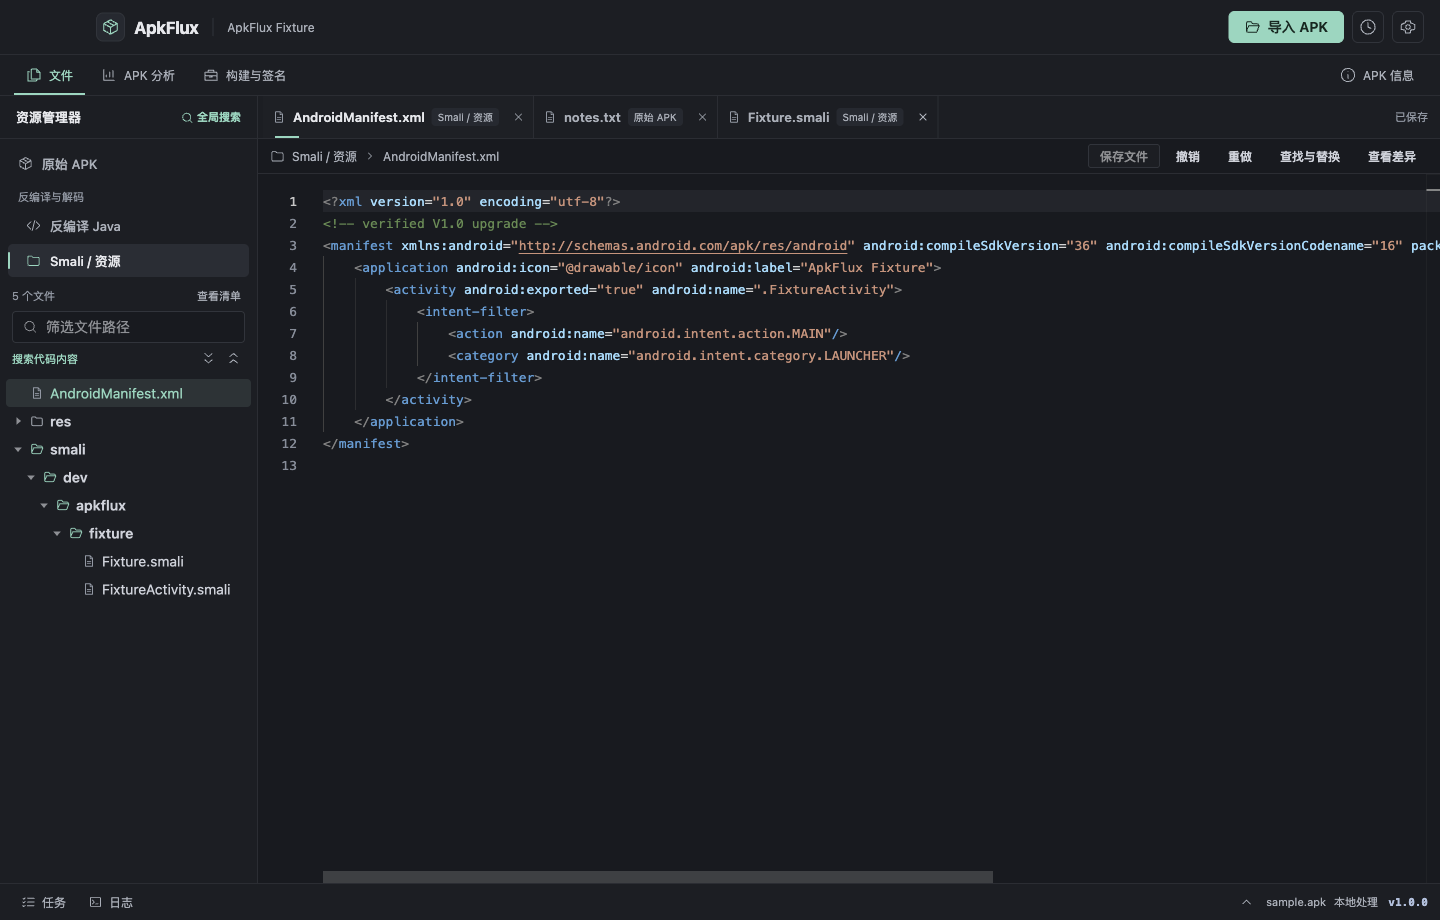 ApkFlux ApkFlux Fixture 导入 APK
文件 APK 分析 构建与签名 APK 信息
资源管理器 全局搜索
原始 APK
反编译与解码
反编译 Java
Smali / 资源
5 个文件 查看清单
筛选文件路径
搜索代码内容
AndroidManifest.xml
res
smali
dev
apkflux
fixture
Fixture.smali
FixtureActivity.smali
AndroidManifest.xml Smali / 资源 notes.txt 原始 APK Fixture.smali Smali / 资源 已保存
Smali / 资源 AndroidManifest.xml 保存文件 撤销 重做 查找与替换 查看差异
1 <?xml version="1.0" encoding="utf-8"?>
2 <!-- verified V1.0 upgrade -->
3 <manifest xmlns:android="http://schemas.android.com/apk/res/android" android:compileSdkVersion="36" android:compileSdkVersionCodename="16" pack
4 <application android:icon="@drawable/icon" android:label="ApkFlux Fixture">
5 <activity android:exported="true" android:name=".FixtureActivity">
6 <intent-filter>
7 <action android:name="android.intent.action.MAIN"/>
8 <category android:name="android.intent.category.LAUNCHER"/>
9 </intent-filter>
10 </activity>
11 </application>
12 </manifest>
13
任务 日志 sample.apk 本地处理 v1.0.0